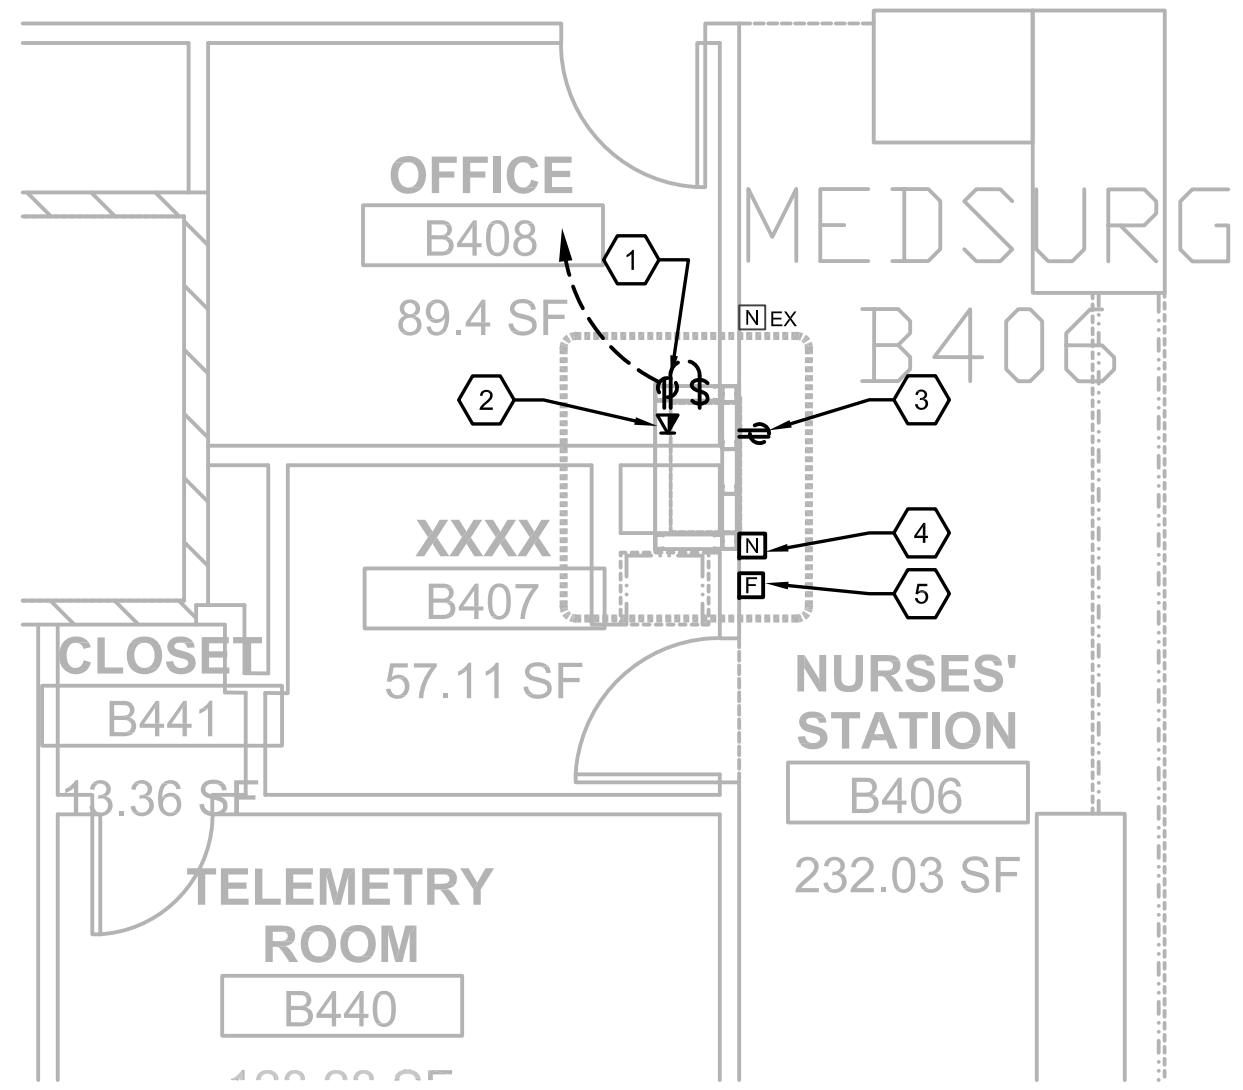 OFFICE
B408
89.4 SF
1
MEDSURG
B406
N EX
2
3
$
XXXX
B407
57.11 SF
N
4
F
5
CLOSET
B441
13.36 SF
NURSES'
STATION
B406
232.03 SF
TELEMETRY
ROOM
B440